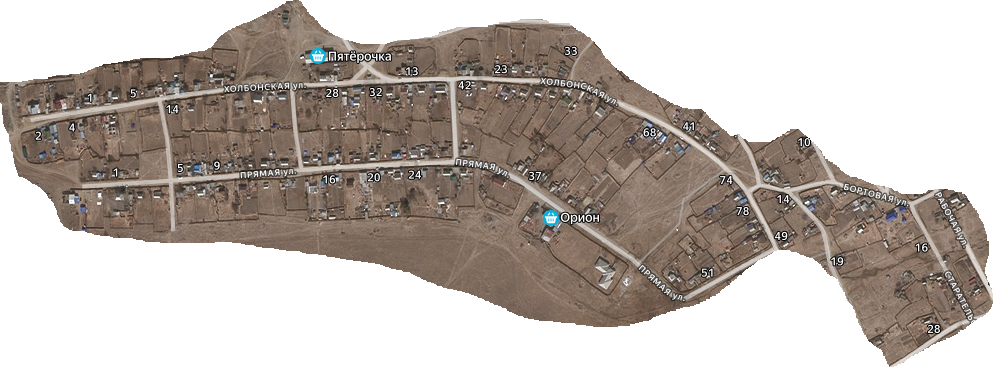 33
Пятёрочка
13
23
42
ХОЛБОНСКАЯ ул.
ХОЛБОНСКАЯ ул.
1
5
28
32
14
2
4
68
41
10
5
9
1
ПРЯМАЯ ул.
16
20
24
ПРЯМАЯ ул.
37
74
14
БОРТОВАЯ ул.
РАБОЧАЯ ул.
78
Орион
49
16
19
51
ПРЯМАЯ ул.
СТАРАТЕЛЬ
28